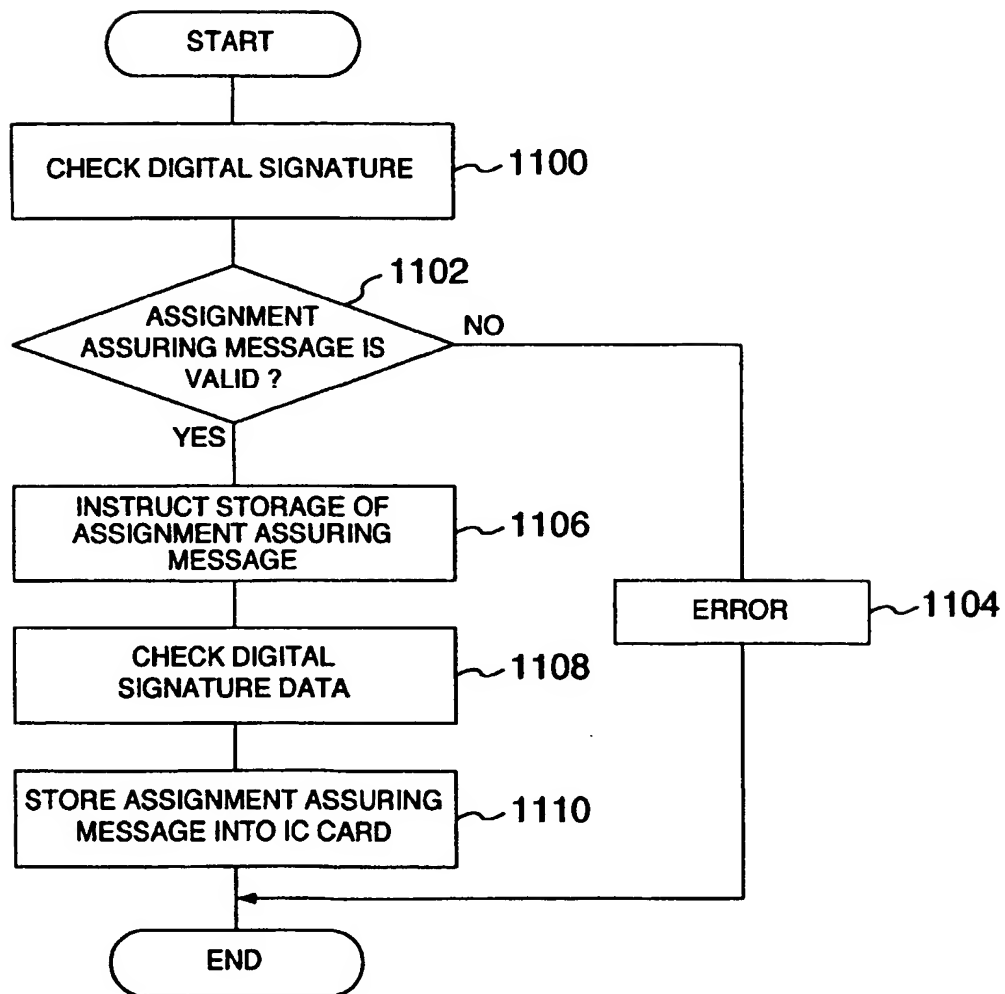 START
CHECK DIGITAL SIGNATURE
1100
1102
ASSIGNMENT
ASSURING MESSAGE IS
VALID ?
NO
YES
INSTRUCT STORAGE OF
ASSIGNMENT ASSURING
MESSAGE
1106
ERROR
1104
CHECK DIGITAL
SIGNATURE DATA
1108
STORE ASSIGNMENT ASSURING
MESSAGE INTO IC CARD
1110
END